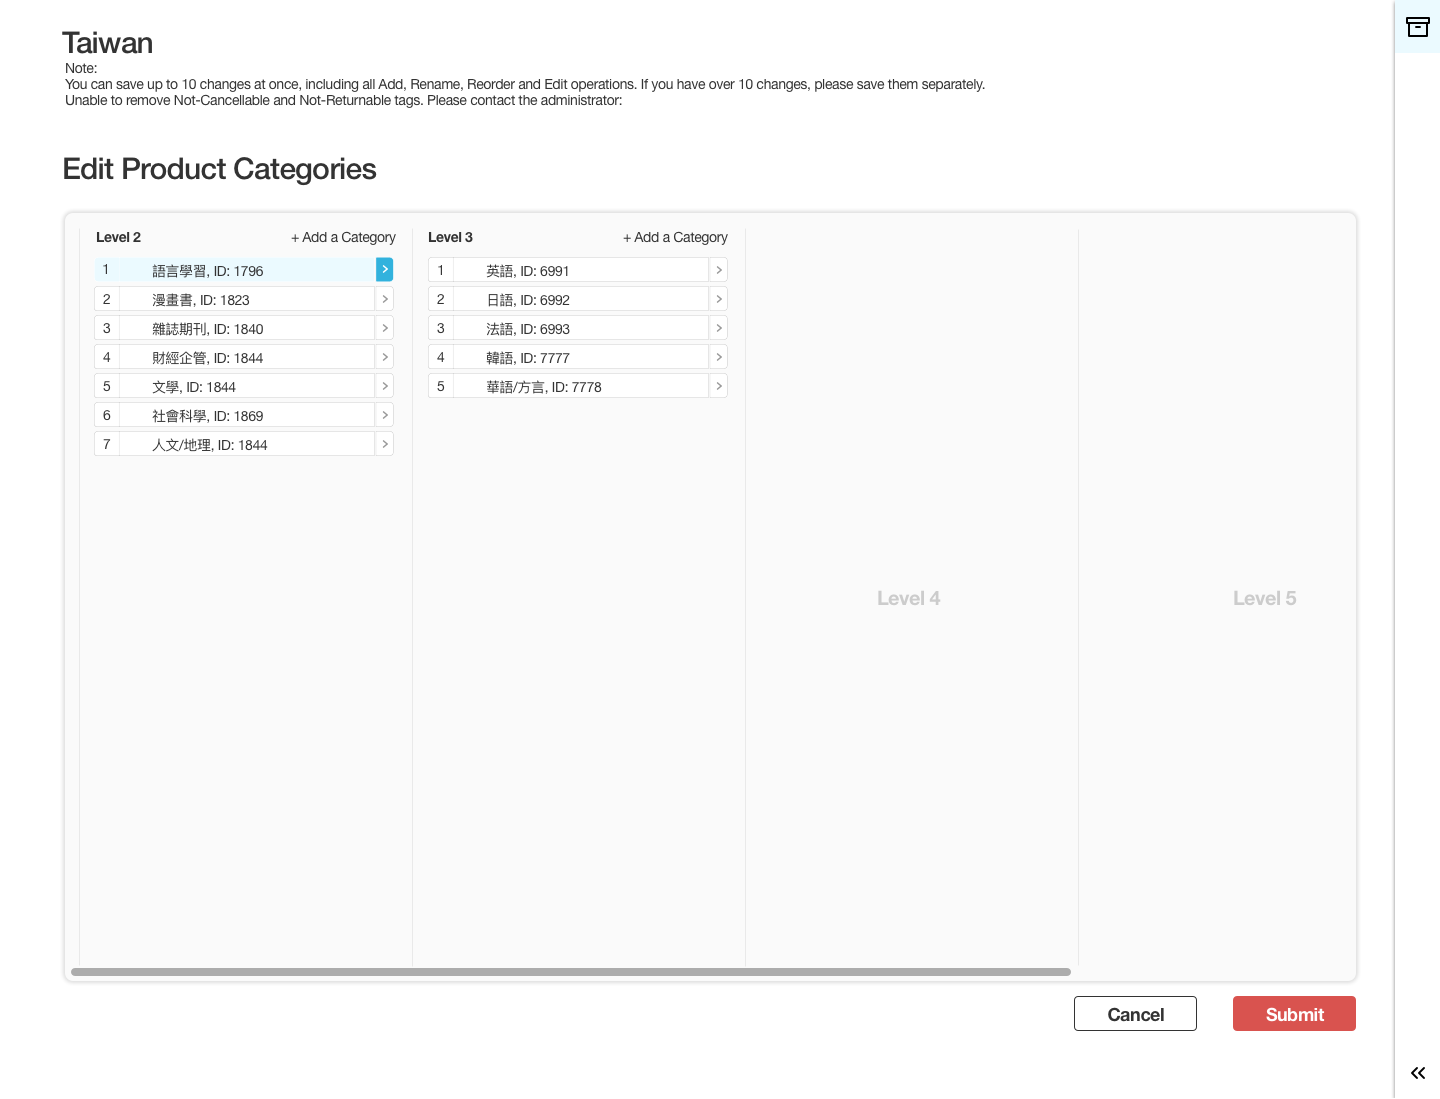 Taiwan
Note:
You can save up to 10 changes at once, including all Add, Rename, Reorder and Edit operations. If you have over 10 changes, please save them separately.
Unable to remove Not-Cancellable and Not-Returnable tags. Please contact the administrator:
Edit Product Categories
Level 2 + Add a Category
1 語言學習, ID: 1796
2 漫畫書, ID: 1823
3 雜誌期刊, ID: 1840
4 財經企管, ID: 1844
5 文學, ID: 1844
6 社會科學, ID: 1869
7 人文/地理, ID: 1844
Level 3 + Add a Category
1 英語, ID: 6991
2 日語, ID: 6992
3 法語, ID: 6993
4 韓語, ID: 7777
5 華語/方言, ID: 7778
Level 4
Level 5
Cancel
Submit